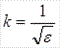 k = 1/√ε